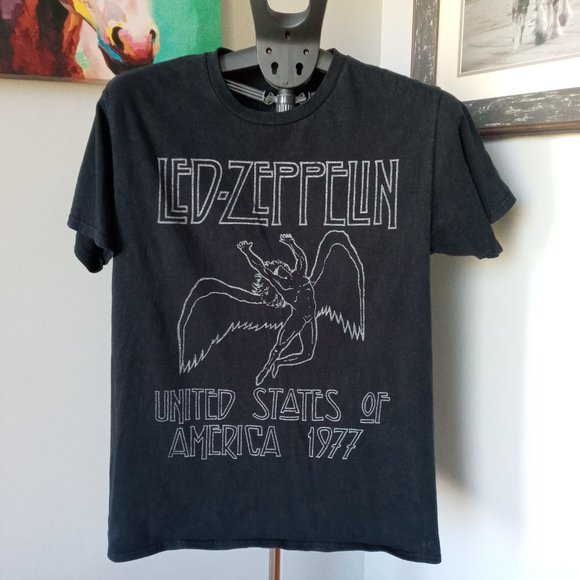 LED-ZEPPELIN
UNITED STATES OF
AMERICA 1977